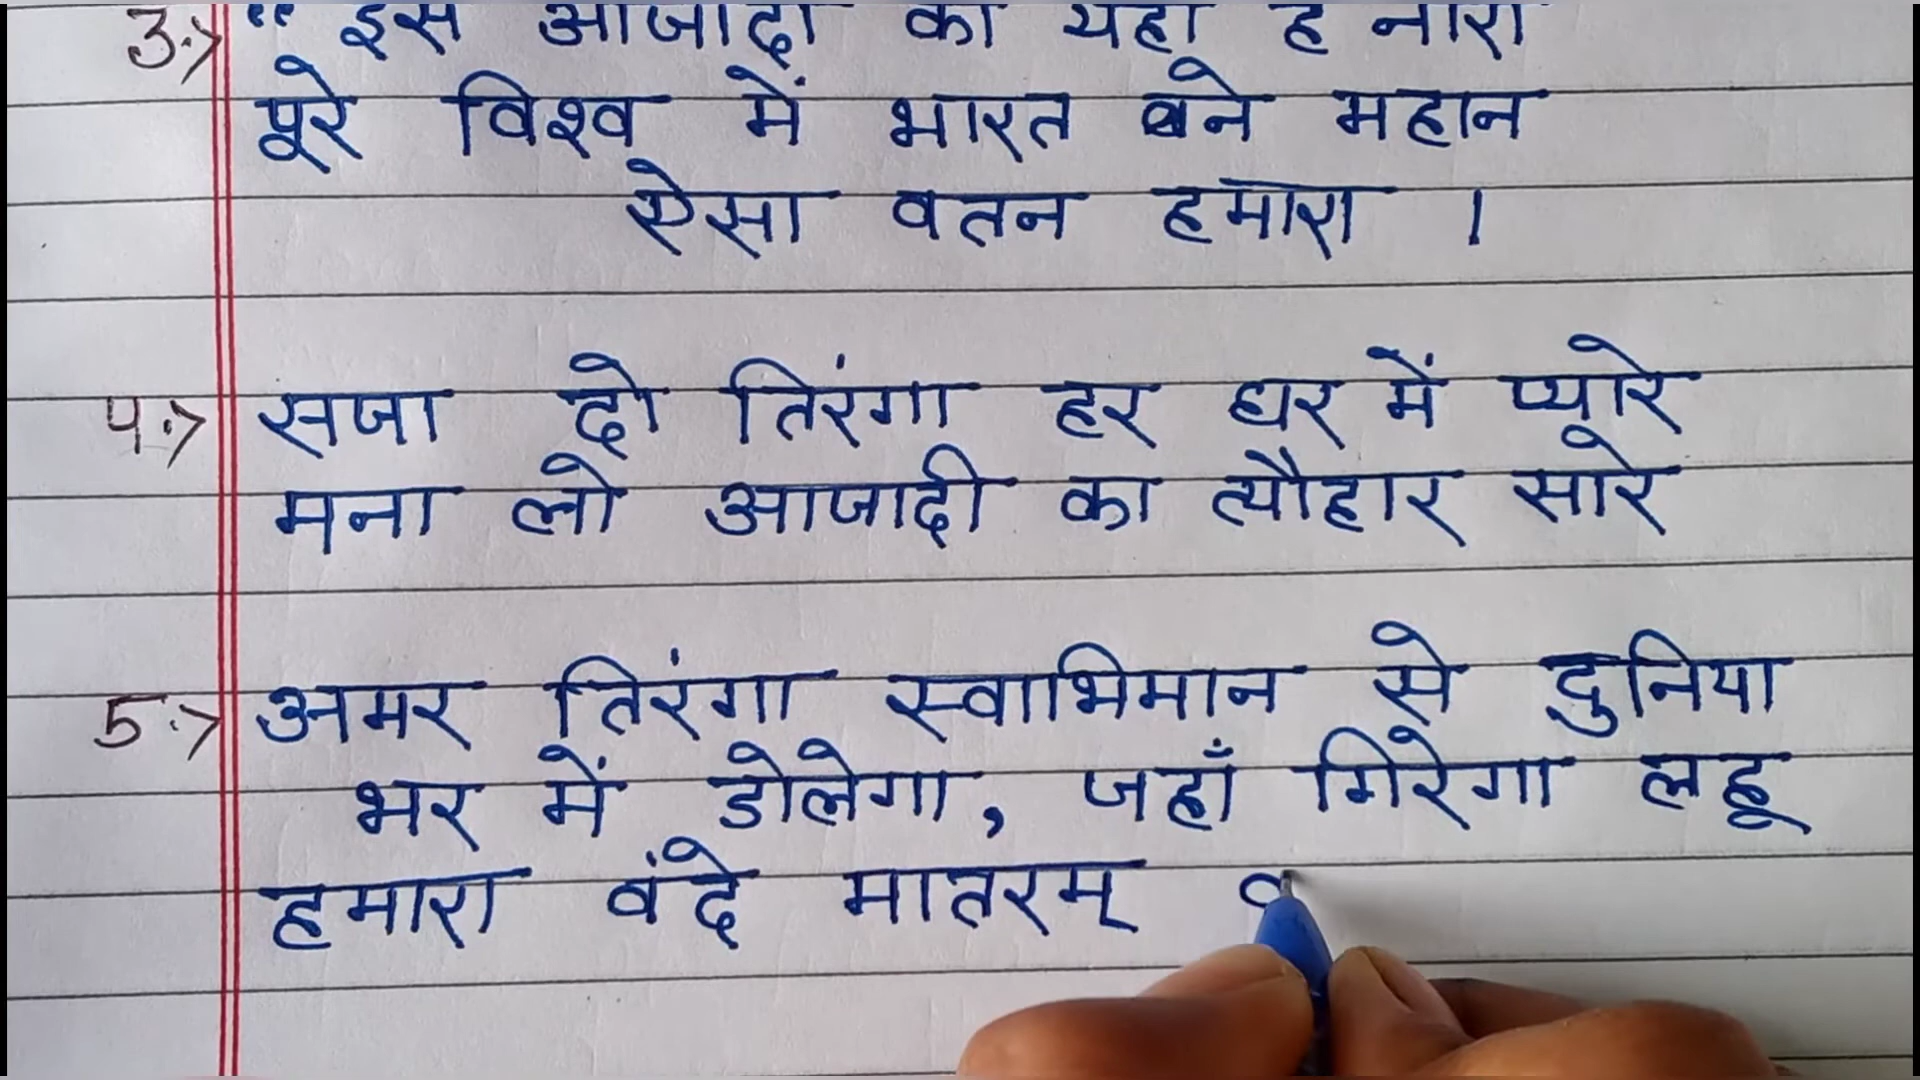 3.→ " इस आजादी का यही है नारा
पूरे विश्व में भारत बने महान
ऐसा वतन हमारा ।
4.→ सजा दो तिरंगा हर घर में प्यारे
मना लो आजादी का त्यौहार सारे
5.→ अमर तिरंगा स्वाभिमान से दुनिया
भर में डोलेगा, जहाँ गिरेगा लहू
हमारा वंदे मातरम्